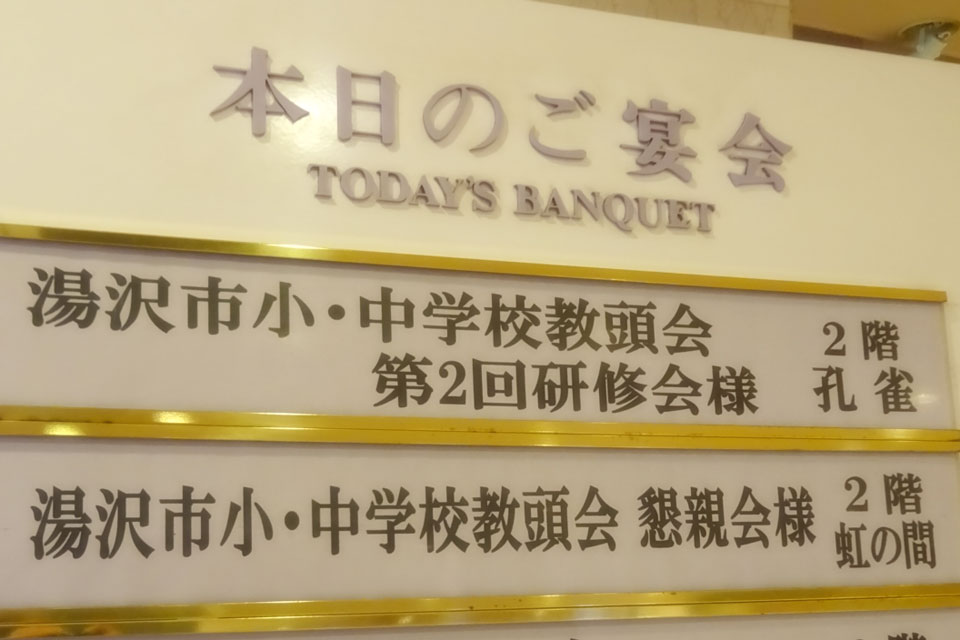 本日のご宴会
TODAY'S BANQUET
湯沢市小・中学校教頭会
第2回研修会様
2階
孔雀
湯沢市小・中学校教頭会 懇親会様
2階
虹の間